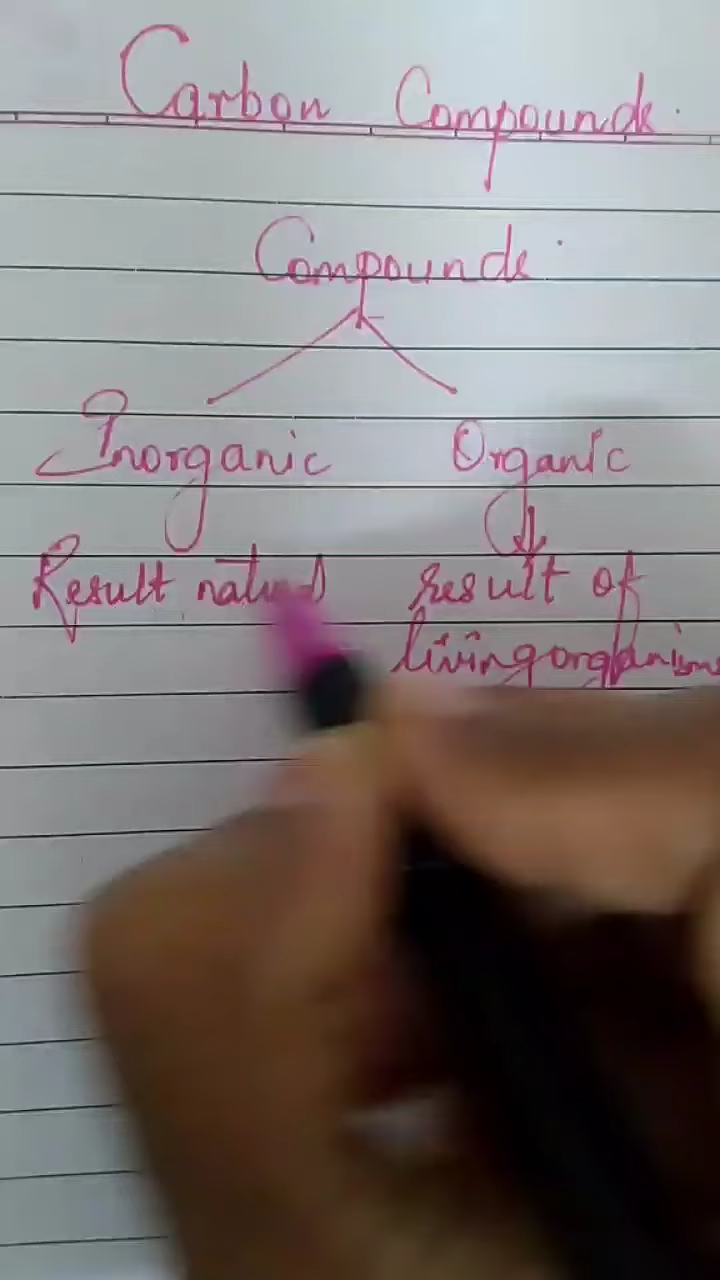 Carbon Compounds.
Compounds.
Inorganic Organic
Result natural result of
living organisms